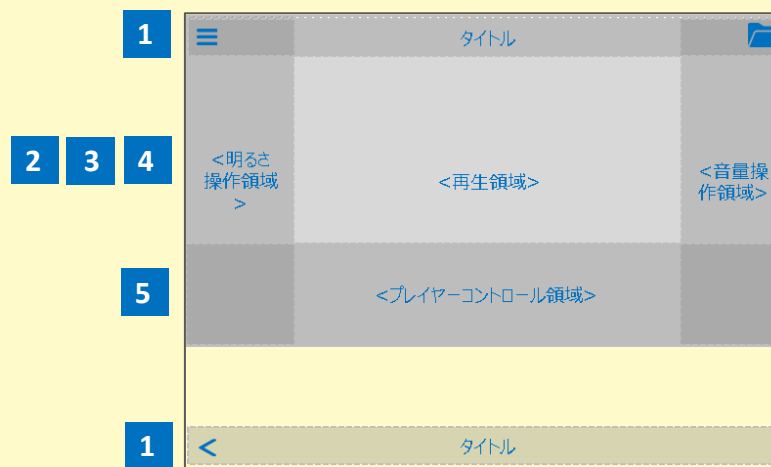 1
タイトル
2 3 4
<明るさ
操作領域
>
<再生領域>
<音量操
作領域>
5
<プレイヤーコントロール領域>
1
タイトル